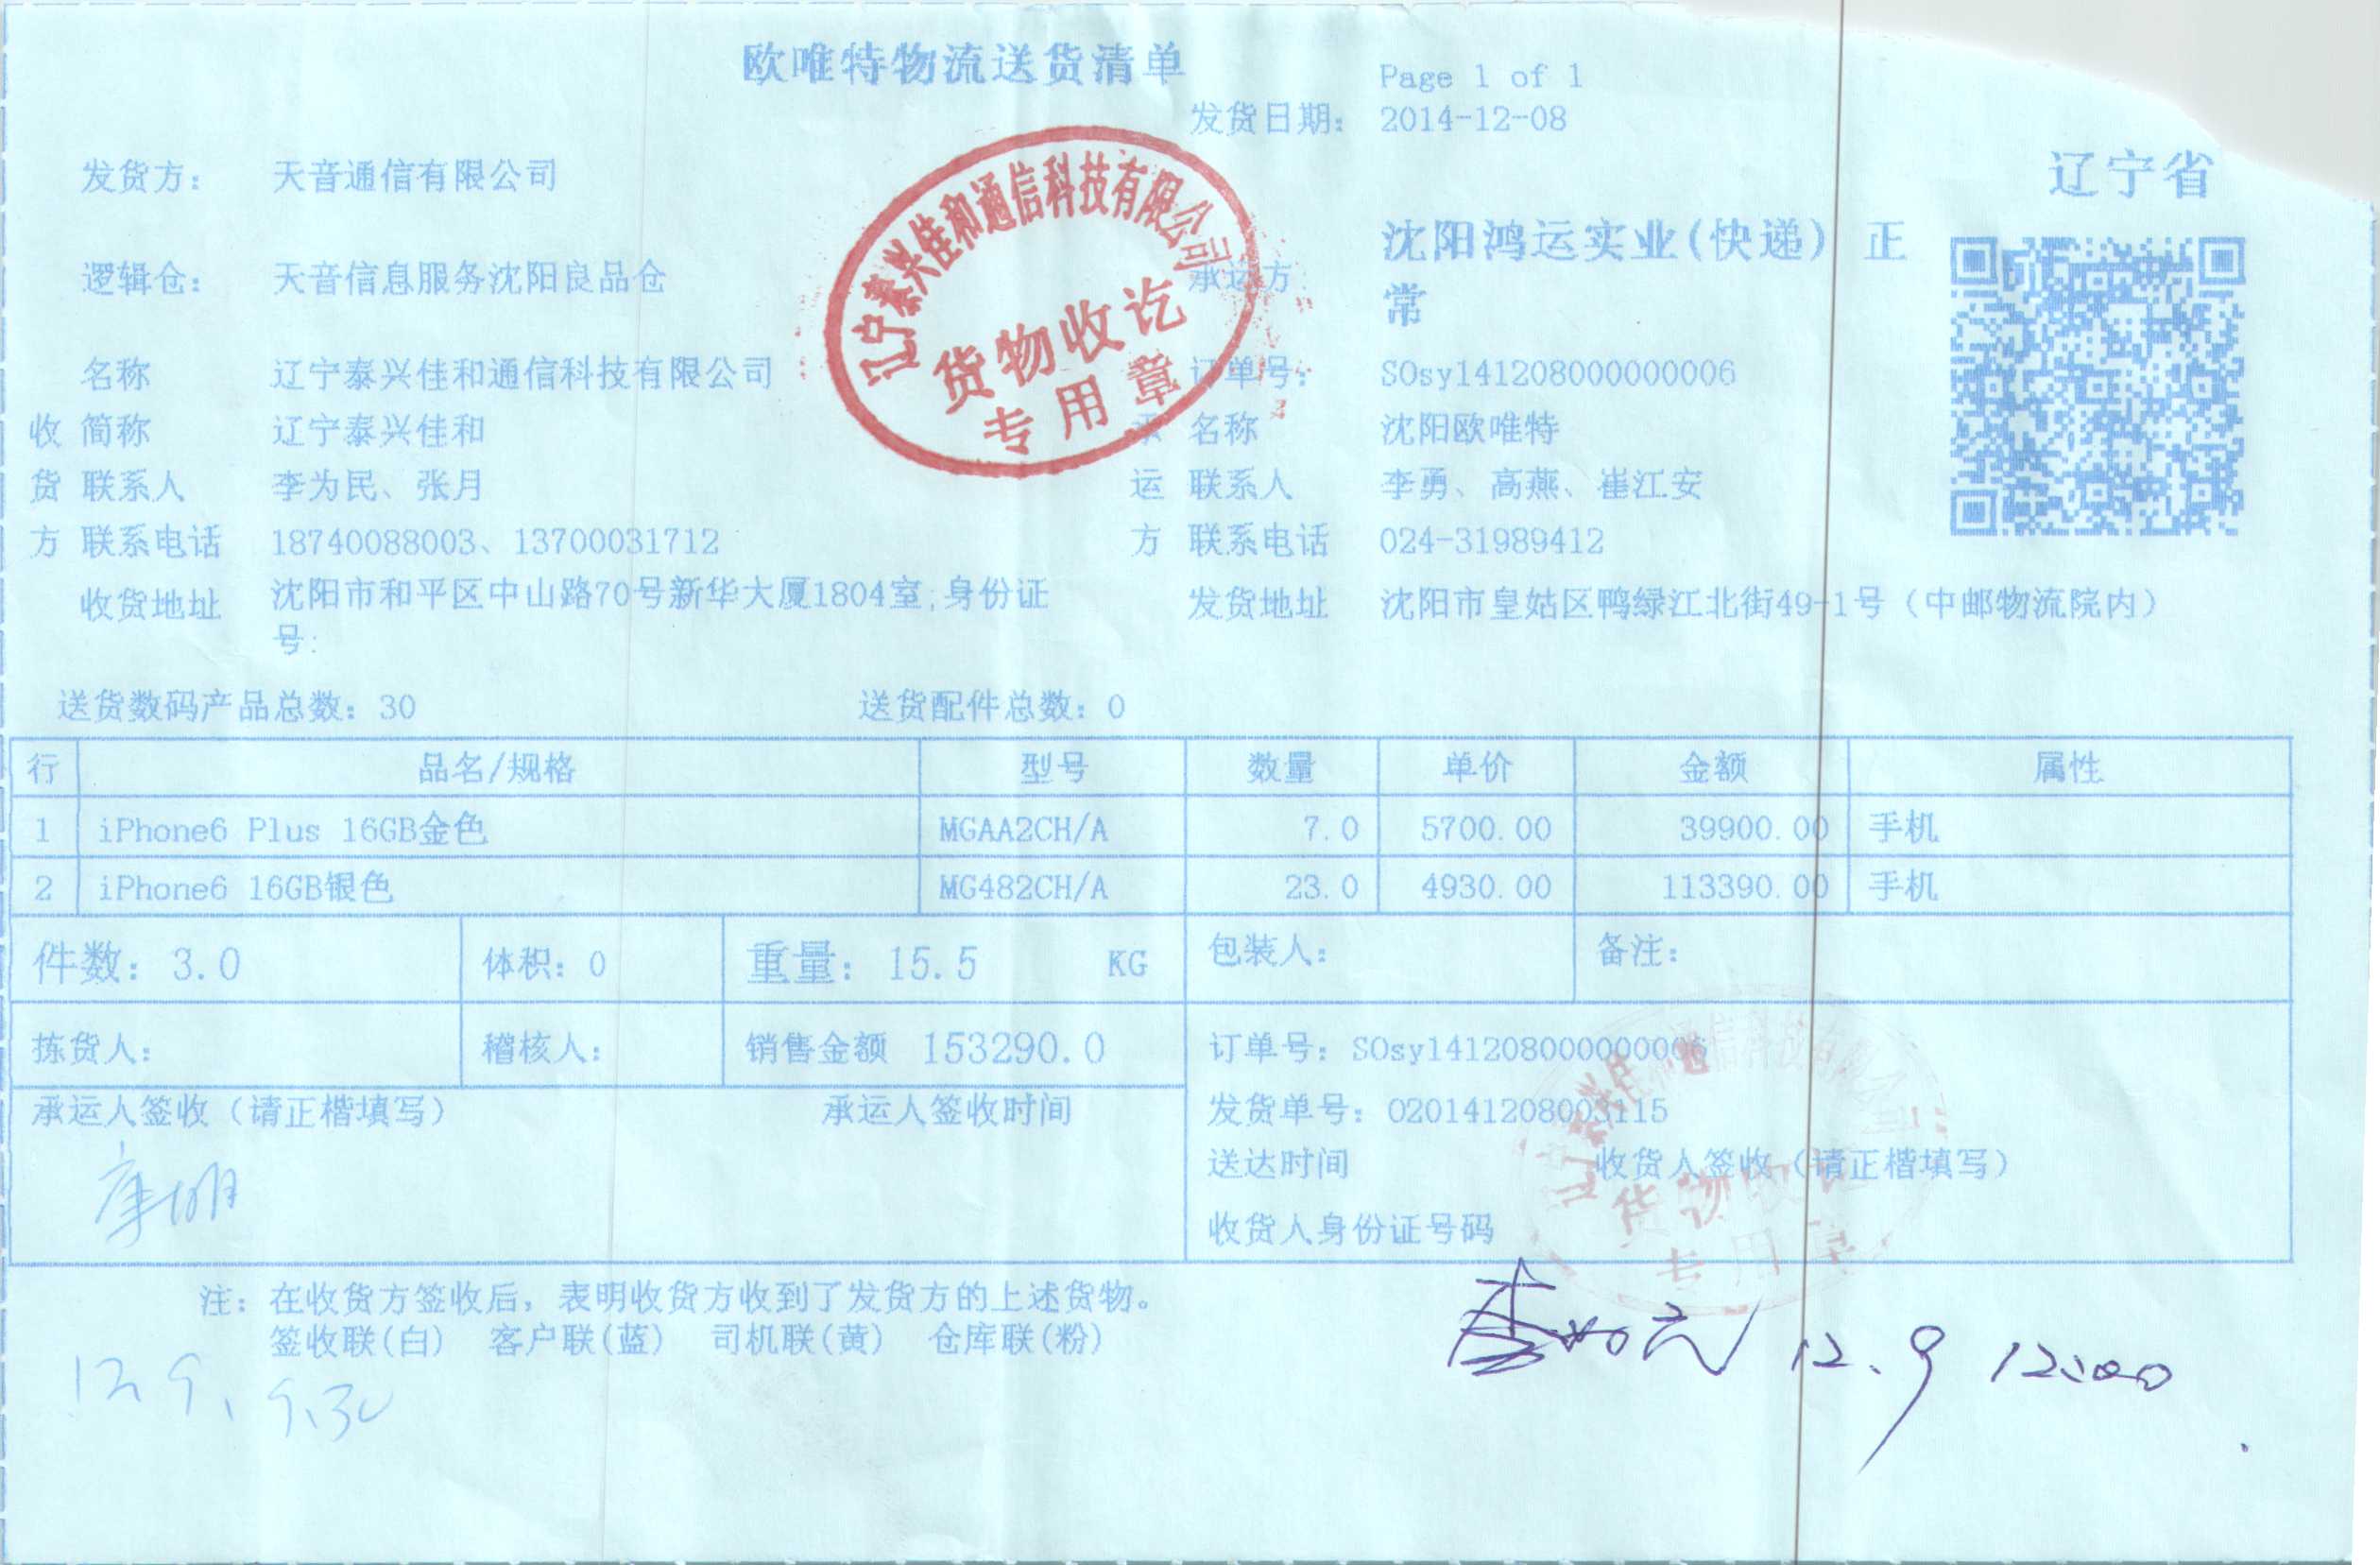 欧唯特物流送货清单
Page 1 of 1
发货日期： 2014-12-08
辽宁省
发货方： 天音通信有限公司
沈阳鸿运实业(快递) 正
逻辑仓： 天音信息服务沈阳良品仓
承运方：
常
名称 辽宁泰兴佳和通信科技有限公司
订单号： SOsy141208000000006
收 简称 辽宁泰兴佳和
承 名称 沈阳欧唯特
货 联系人 李为民、张月
运 联系人 李勇、高燕、崔江安
方 联系电话 18740088003、13700031712
方 联系电话 024-31989412
收货地址 沈阳市和平区中山路70号新华大厦1804室;身份证
号:
发货地址 沈阳市皇姑区鸭绿江北街49-1号（中邮物流院内）
辽宁泰兴佳和通信科技有限公司
货物收讫
专用章
送货数码产品总数：30 送货配件总数：0
行 品名/规格 型号 数量 单价 金额 属性
1 iPhone6 Plus 16GB金色 MGAA2CH/A 7.0 5700.00 39900.00 手机
2 iPhone6 16GB银色 MG482CH/A 23.0 4930.00 113390.00 手机
件数：3.0 体积：0 重量：15.5 KG 包装人： 备注：
拣货人： 稽核人： 销售金额 153290.0 订单号：SOsy141208000000006
承运人签收（请正楷填写） 承运人签收时间 发货单号：020141208003115
送达时间 收货人签收（请正楷填写）
收货人身份证号码
货物收讫
专用章
注：在收货方签收后，表明收货方收到了发货方的上述货物。
签收联(白) 客户联(蓝) 司机联(黄) 仓库联(粉)
12.9 12:00
12 9. 9.30